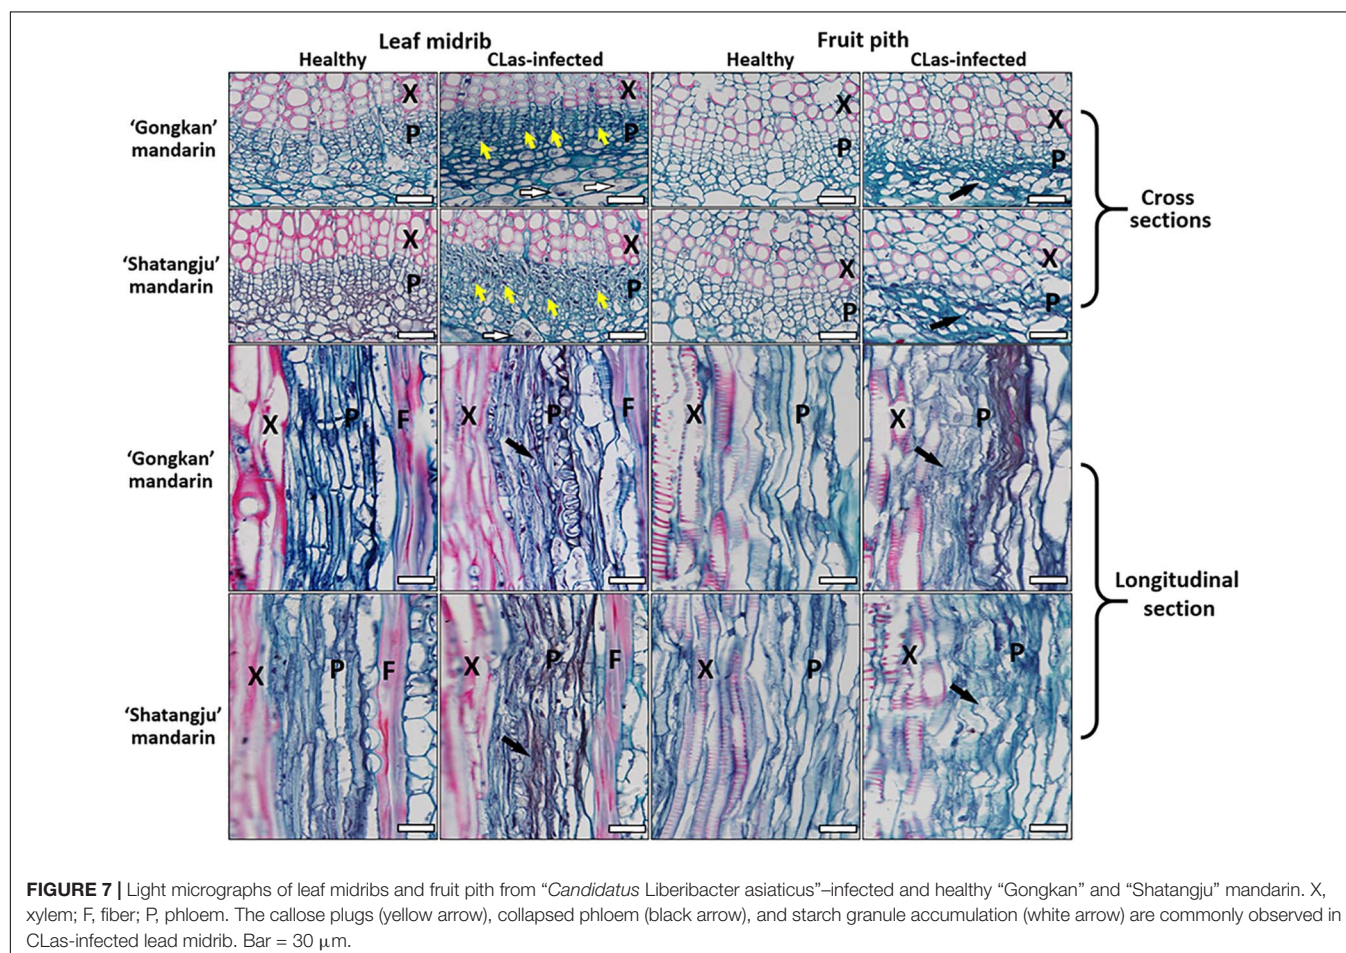 Leaf midrib
Fruit pith
Healthy
CLas-infected
Healthy
CLas-infected
'Gongkan'
mandarin
X
P
X
P
X
P
X
P
Cross
sections
'Shatangju'
mandarin
X
P
X
P
X
P
X
P
'Gongkan'
mandarin
X
P
F
X
P
F
X
P
X
P
Longitudinal
section
'Shatangju'
mandarin
X
P
F
X
P
F
X
P
X
P
FIGURE 7 | Light micrographs of leaf midribs and fruit pith from "Candidatus Liberibacter asiaticus"–infected and healthy "Gongkan" and "Shatangju" mandarin. X,
xylem; F, fiber; P, phloem. The callose plugs (yellow arrow), collapsed phloem (black arrow), and starch granule accumulation (white arrow) are commonly observed in
CLas-infected lead midrib. Bar = 30 μm.